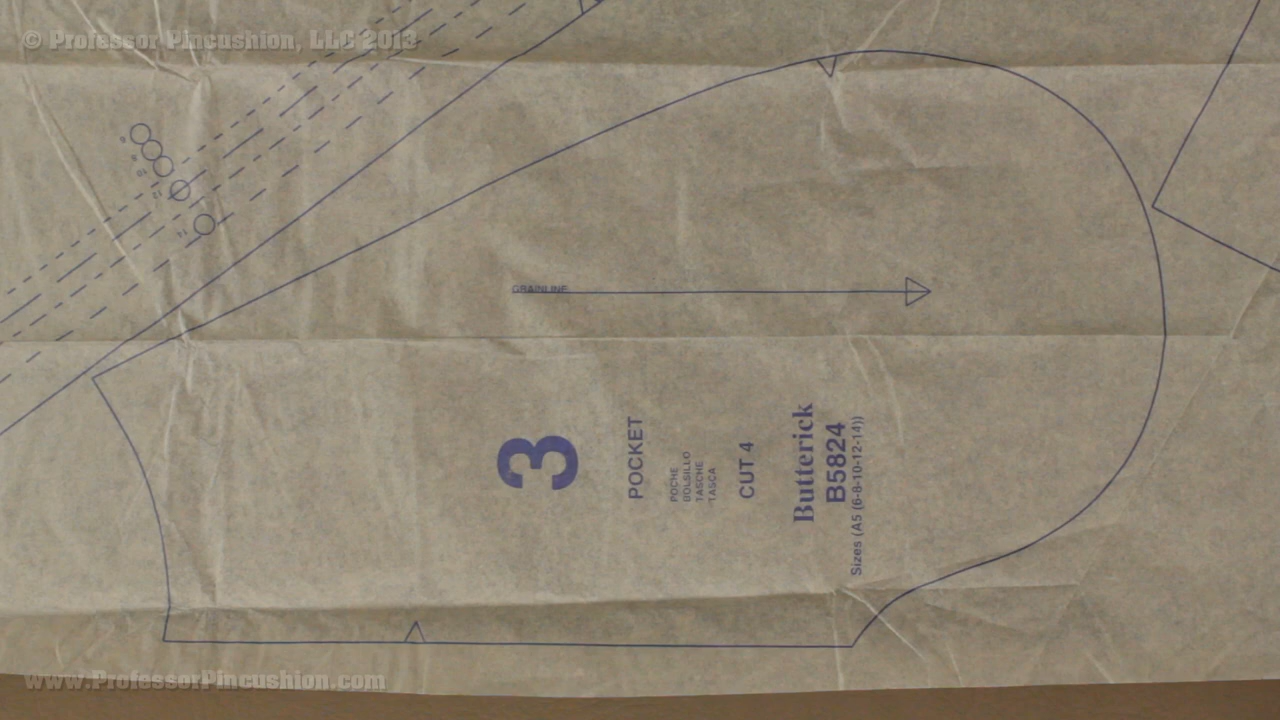 © Professor Pincushion, LLC 2013
GRAINLINE
3
POCKET
POCHE
BOLSILLO
TASCHE
TASCA
CUT 4
Butterick
B5824
Sizes (A5 (6-8-10-12-14))
www.ProfessorPincushion.com